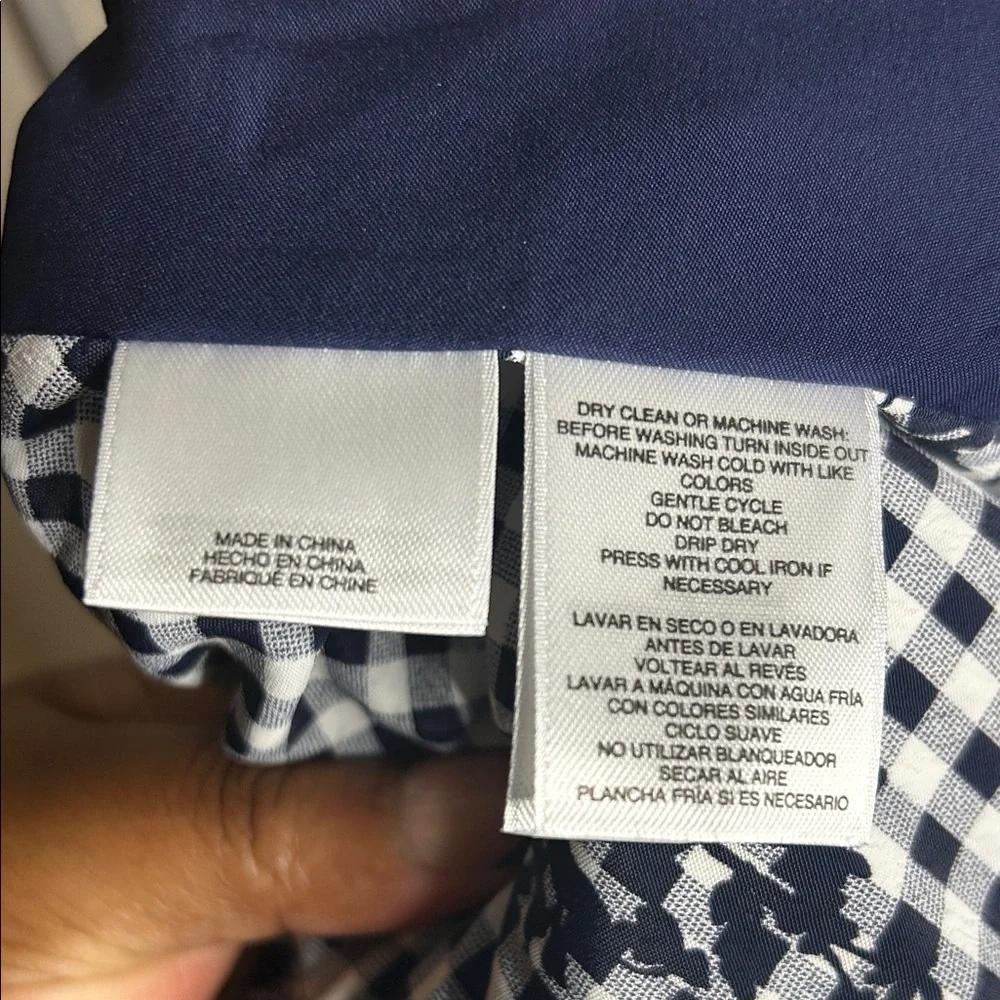 MADE IN CHINA
HECHO EN CHINA
FABRIQUÉ EN CHINE
DRY CLEAN OR MACHINE WASH:
BEFORE WASHING TURN INSIDE OUT
MACHINE WASH COLD WITH LIKE
COLORS
GENTLE CYCLE
DO NOT BLEACH
DRIP DRY
PRESS WITH COOL IRON IF
NECESSARY
LAVAR EN SECO O EN LAVADORA
ANTES DE LAVAR
VOLTEAR AL REVÉS
LAVAR A MÁQUINA CON AGUA FRÍA
CON COLORES SIMILARES
CICLO SUAVE
NO UTILIZAR BLANQUEADOR
SECAR AL AIRE
PLANCHA FRÍA SI ES NECESARIO